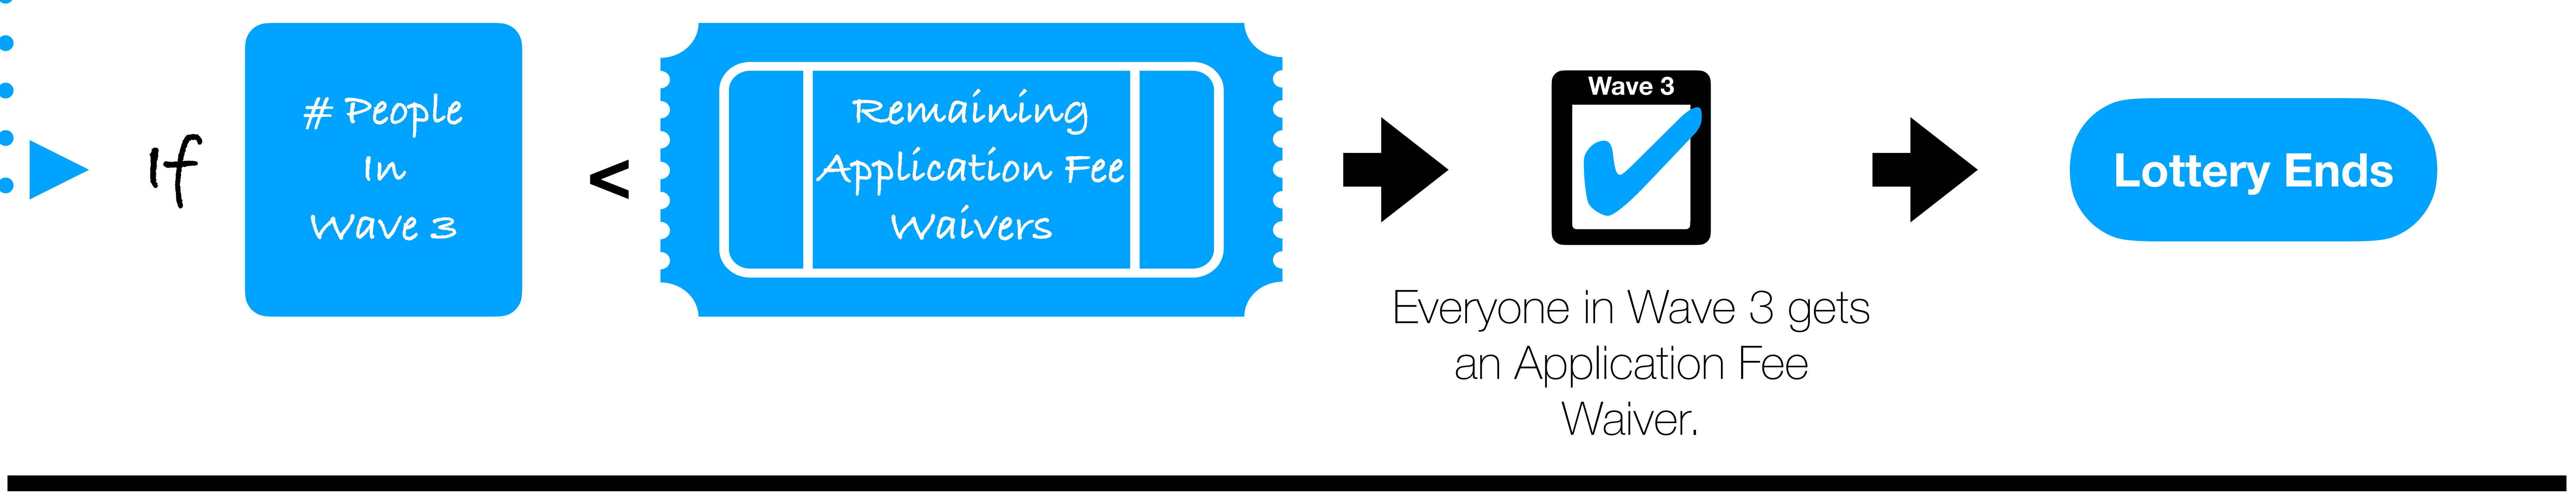 If
# People
In
Wave 3
<
Remaining
Application Fee
Waivers
Wave 3
Everyone in Wave 3 gets
an Application Fee
Waiver.
Lottery Ends